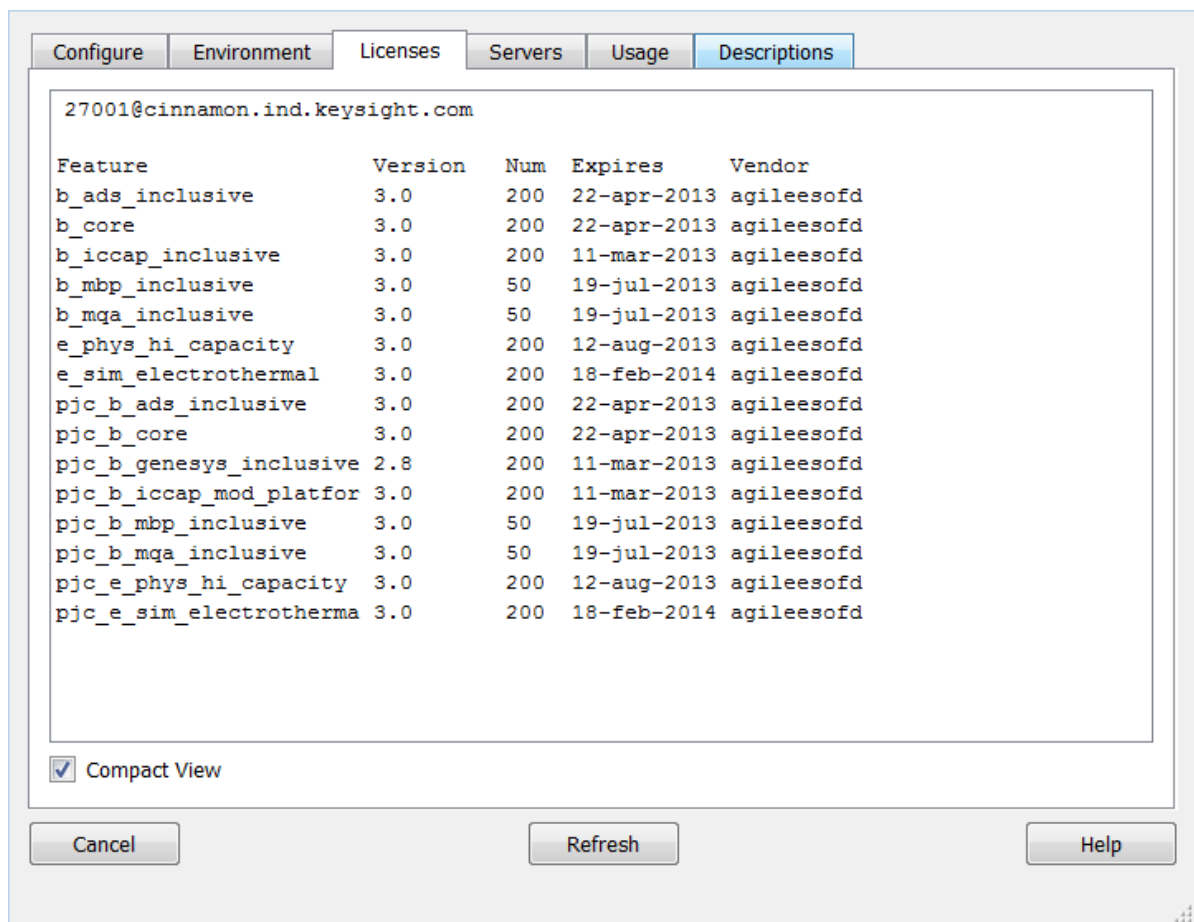 Configure Environment Licenses Servers Usage Descriptions
27001@cinnamon.ind.keysight.com
Feature Version Num Expires Vendor
b_ads_inclusive 3.0 200 22-apr-2013 agileesofd
b_core 3.0 200 22-apr-2013 agileesofd
b_iccap_inclusive 3.0 200 11-mar-2013 agileesofd
b_mbp_inclusive 3.0 50 19-jul-2013 agileesofd
b_mqa_inclusive 3.0 50 19-jul-2013 agileesofd
e_phys_hi_capacity 3.0 200 12-aug-2013 agileesofd
e_sim_electrothermal 3.0 200 18-feb-2014 agileesofd
pjc_b_ads_inclusive 3.0 200 22-apr-2013 agileesofd
pjc_b_core 3.0 200 22-apr-2013 agileesofd
pjc_b_genesys_inclusive 2.8 200 11-mar-2013 agileesofd
pjc_b_iccap_mod_platfor 3.0 200 11-mar-2013 agileesofd
pjc_b_mbp_inclusive 3.0 50 19-jul-2013 agileesofd
pjc_b_mqa_inclusive 3.0 50 19-jul-2013 agileesofd
pjc_e_phys_hi_capacity 3.0 200 12-aug-2013 agileesofd
pjc_e_sim_electrotherma 3.0 200 18-feb-2014 agileesofd
Compact View
Cancel Refresh Help